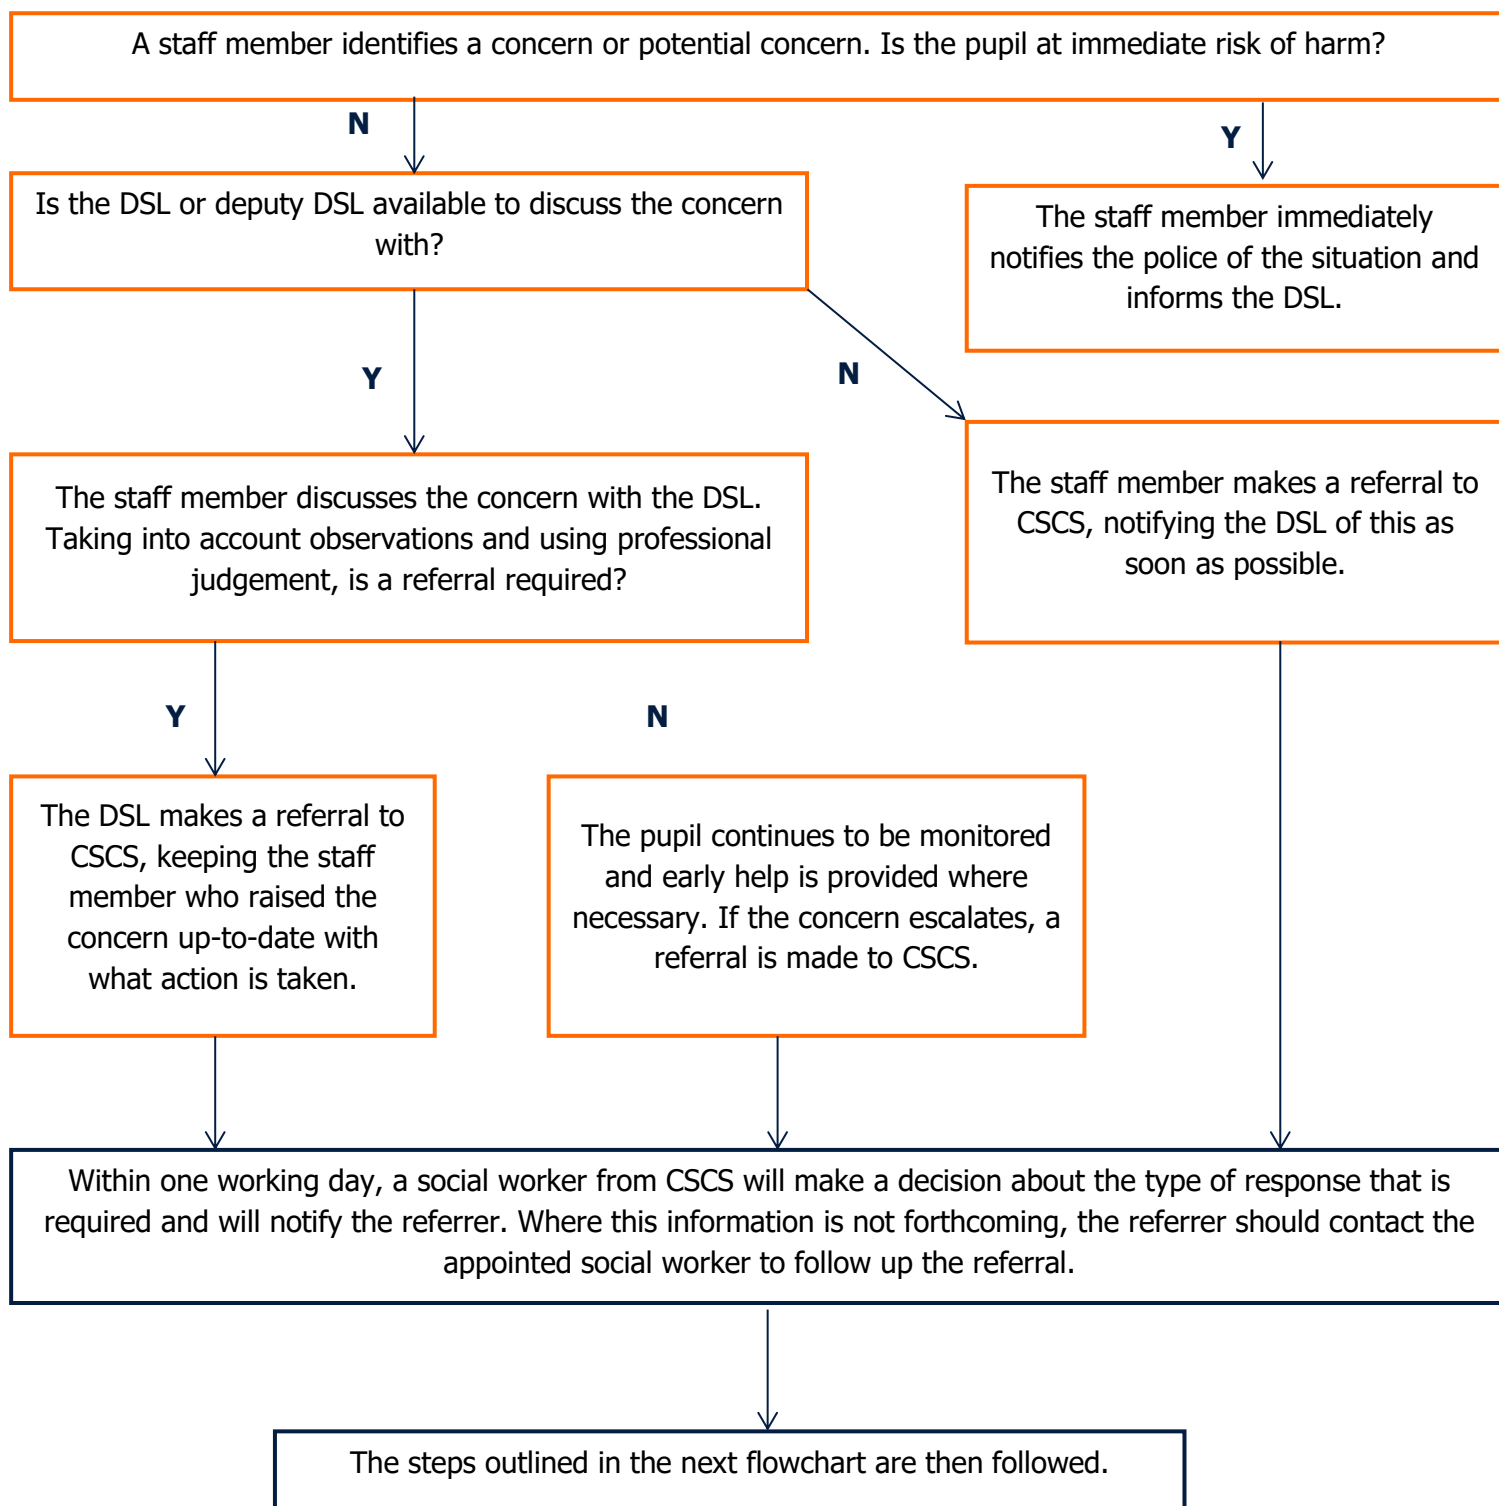 A staff member identifies a concern or potential concern. Is the pupil at immediate risk of harm?
N
Y
Is the DSL or deputy DSL available to discuss the concern
with?
The staff member immediately
notifies the police of the situation and
informs the DSL.
Y
N
The staff member discusses the concern with the DSL.
Taking into account observations and using professional
judgement, is a referral required?
The staff member makes a referral to
CSCS, notifying the DSL of this as
soon as possible.
Y
N
The DSL makes a referral to
CSCS, keeping the staff
member who raised the
concern up-to-date with
what action is taken.
The pupil continues to be monitored
and early help is provided where
necessary. If the concern escalates, a
referral is made to CSCS.
Within one working day, a social worker from CSCS will make a decision about the type of response that is
required and will notify the referrer. Where this information is not forthcoming, the referrer should contact the
appointed social worker to follow up the referral.
The steps outlined in the next flowchart are then followed.